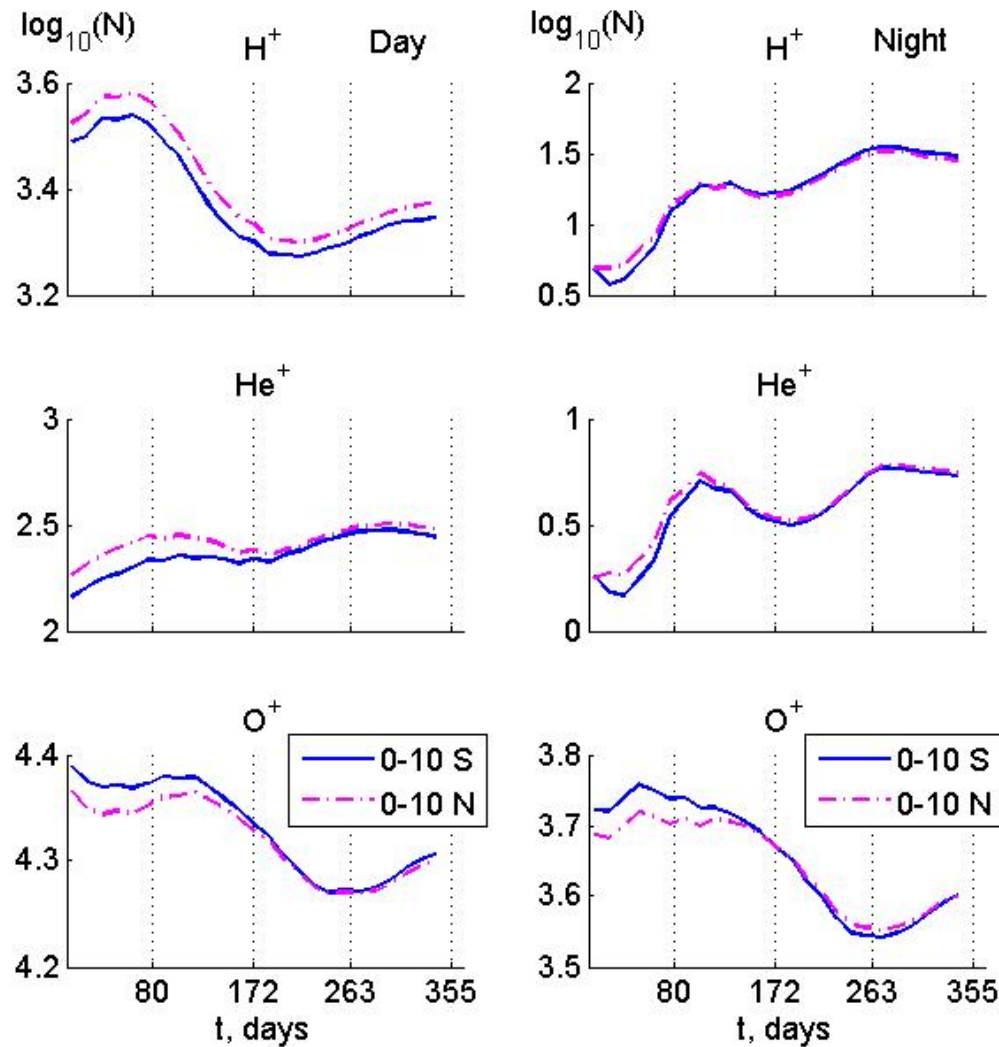 log₁₀(N)
H⁺
Day
3.6
3.4
3.2
log₁₀(N)
H⁺
Night
2
1.5
1
0.5
He⁺
3
2.5
2
He⁺
1
0.5
0
O⁺
4.4
4.3
4.2
0-10 S
0-10 N
80
172
263
355
t, days
O⁺
3.8
3.7
3.6
3.5
0-10 S
0-10 N
80
172
263
355
t, days